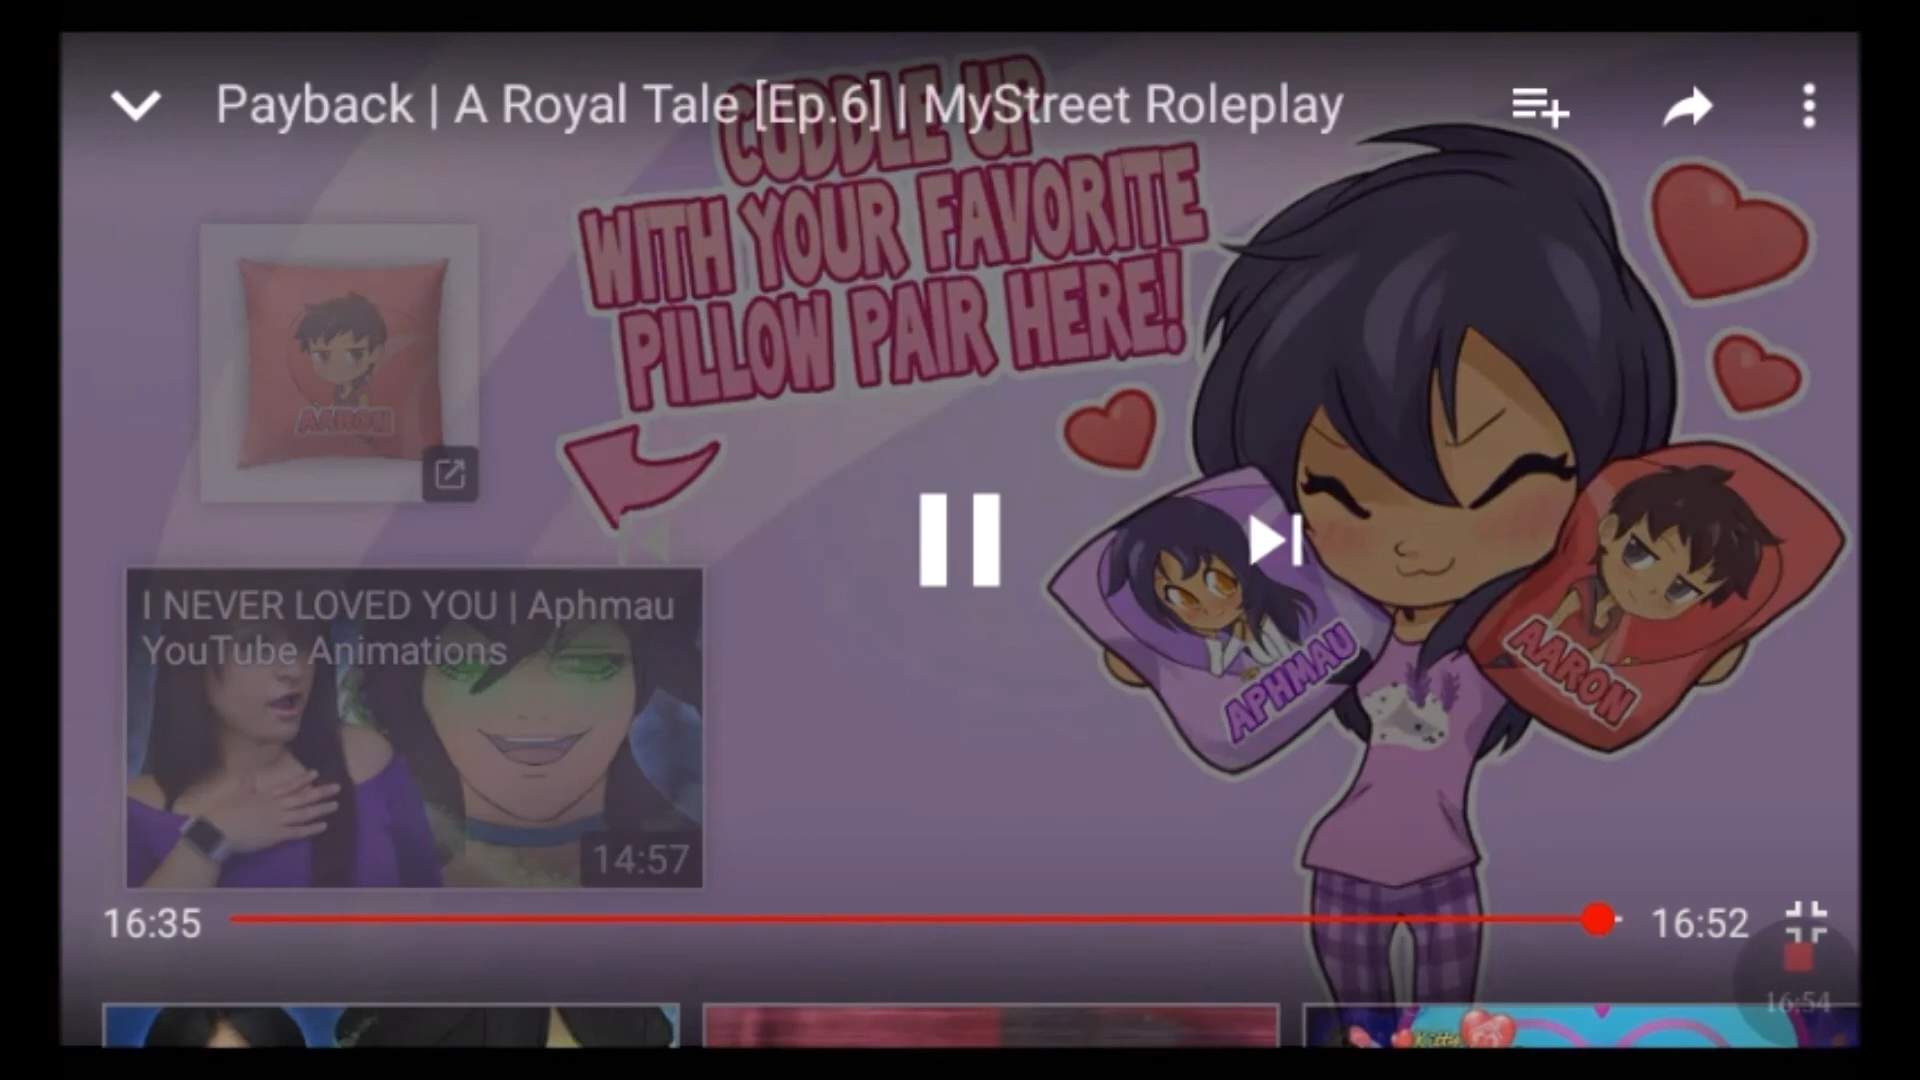 Payback | A Royal Tale [Ep.6] | MyStreet Roleplay
CUDDLE UP
WITH YOUR FAVORITE
PILLOW PAIR HERE!
AARON
I NEVER LOVED YOU | Aphmau
YouTube Animations
14:57
APHMAU
AARON
16:35
16:52
16:54
Kitty